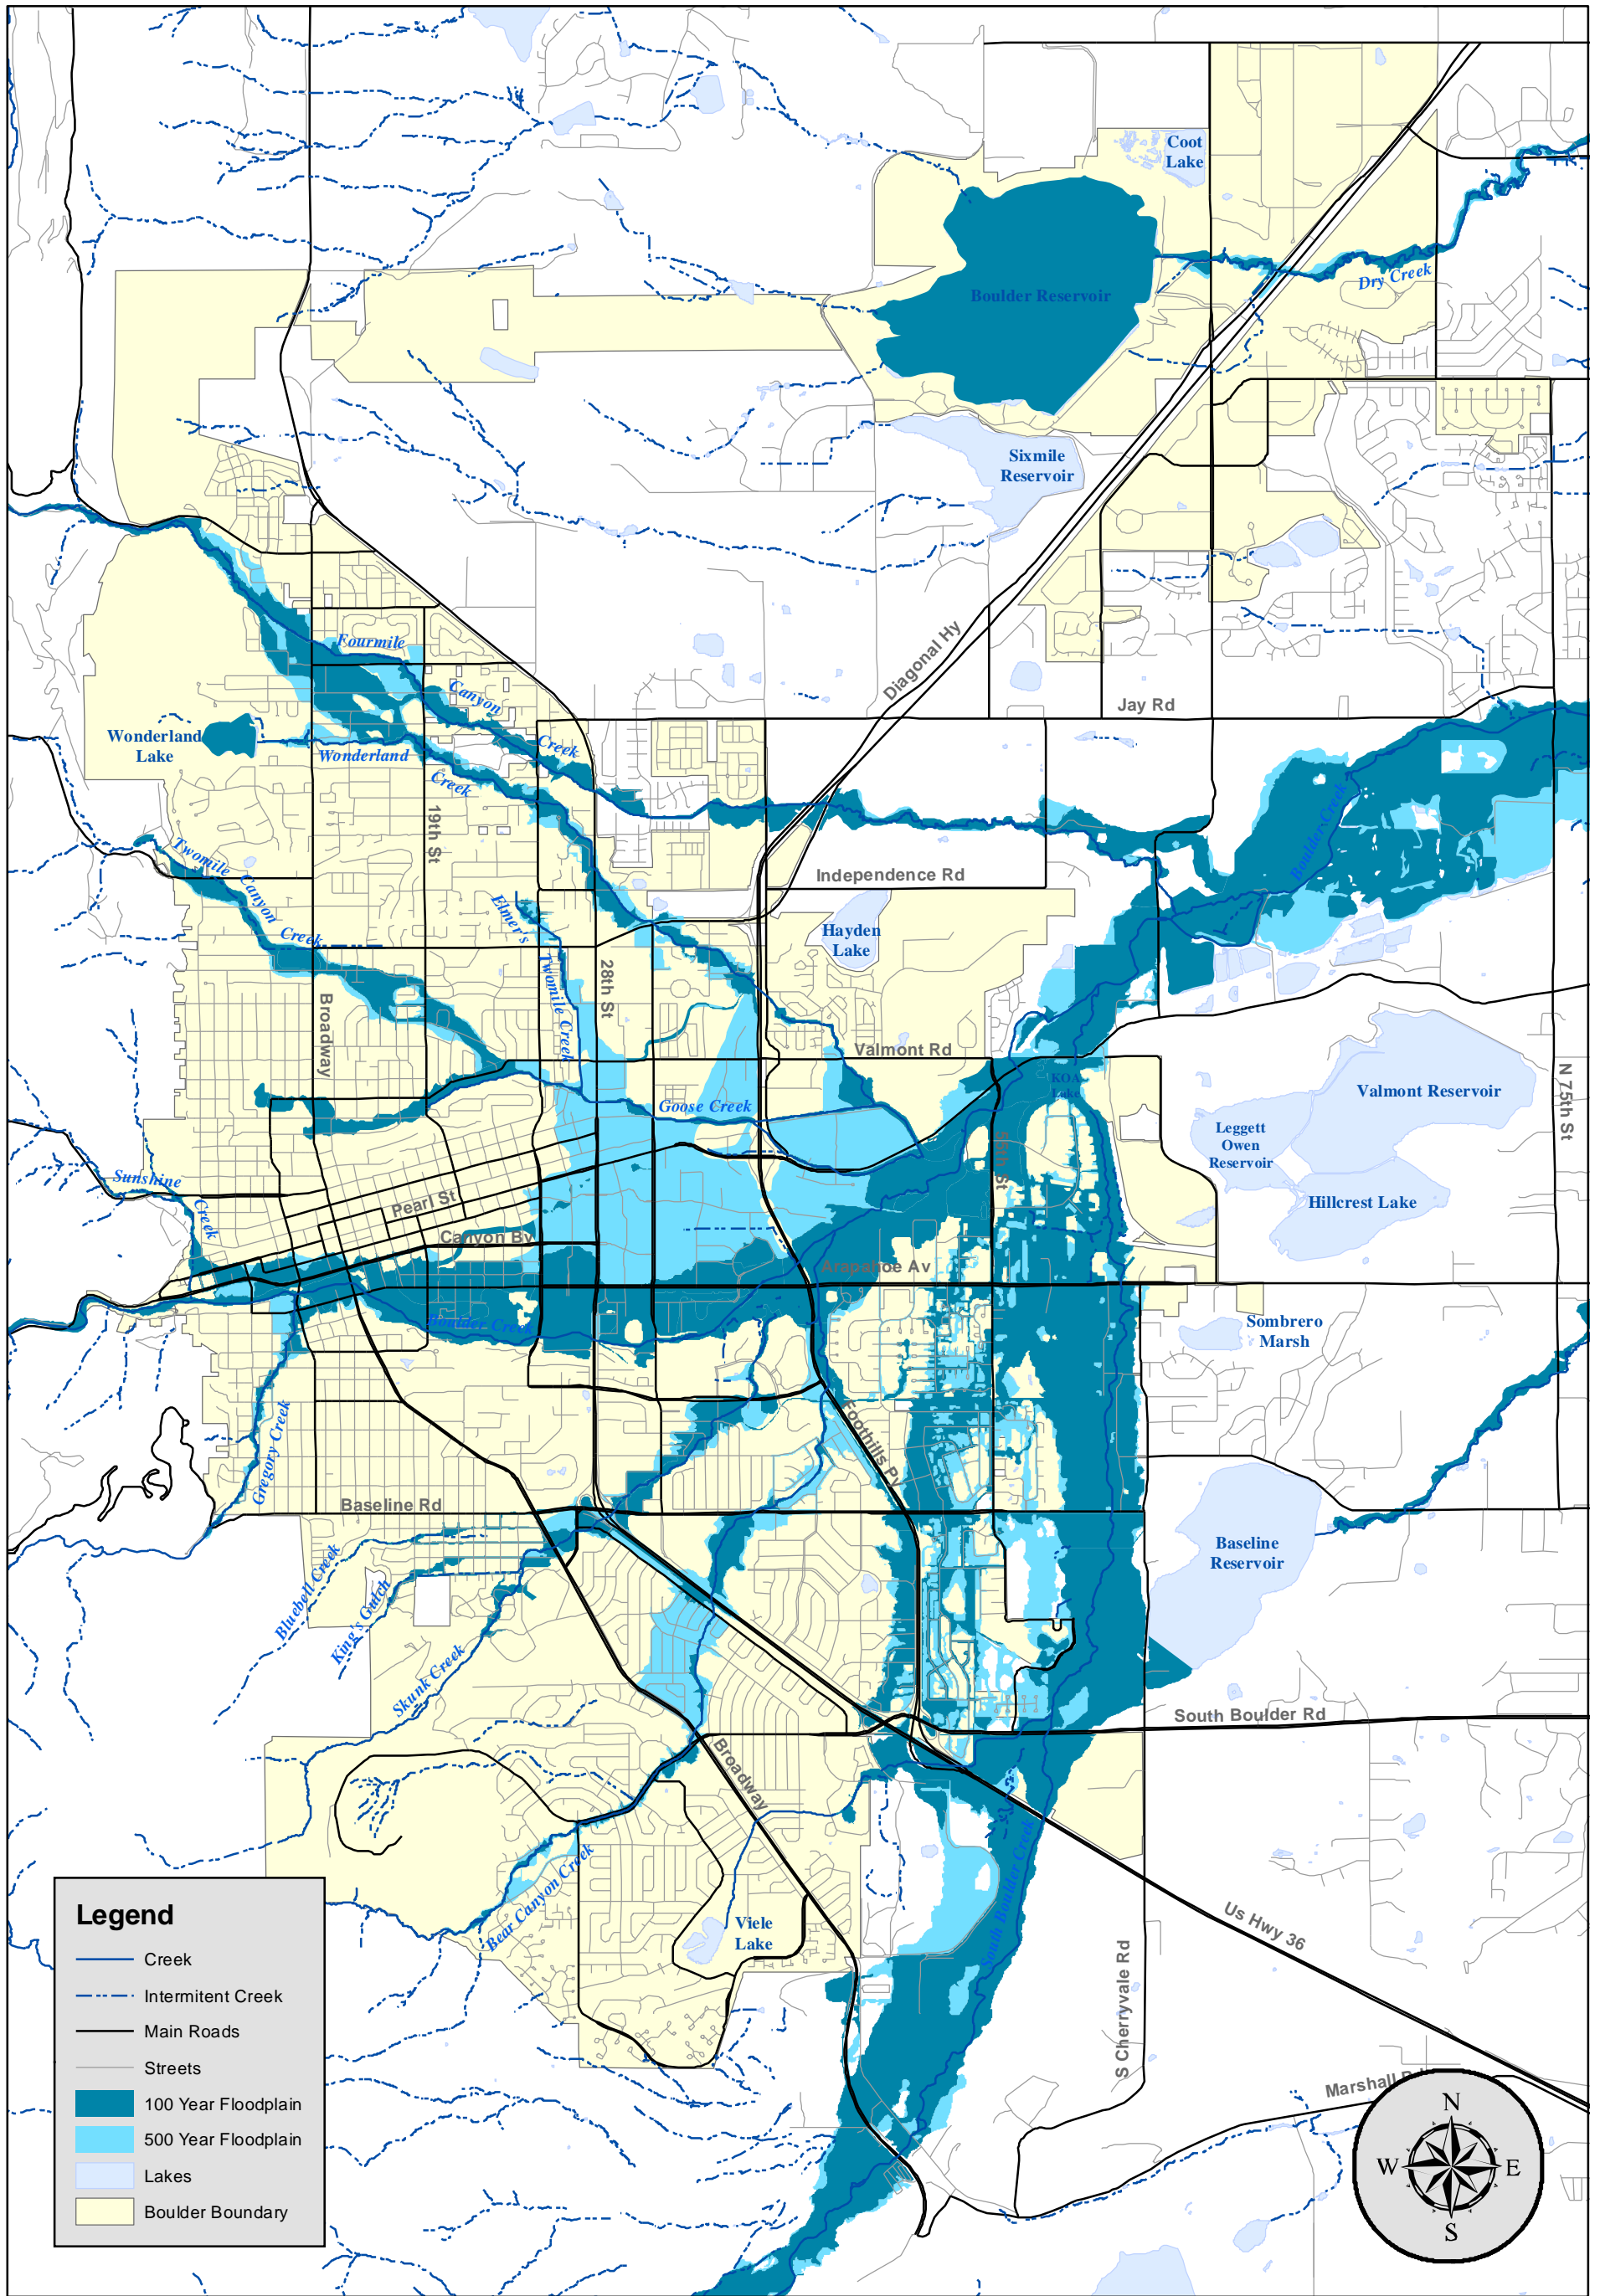 Coot
Lake
Boulder Reservoir
Dry Creek
Sixmile
Reservoir
Diagonal Hy
Jay Rd
Fourmile
Canyon
Creek
Wonderland
Lake
Wonderland
Creek
19th St
Boulder Creek
Twomile
Canyon
Creek
Independence Rd
Elmer's
Twomile Creek
Hayden
Lake
28th St
Broadway
Valmont Rd
KOA
Lake
Valmont Reservoir
N 75th St
Goose Creek
Leggett
Owen
Reservoir
55th St
Hillcrest Lake
Sunshine
Creek
Pearl St
Canyon Bv
Arapahoe Av
Boulder Creek
Sombrero
Marsh
Gregory Creek
Foothills Py
Baseline Rd
Baseline
Reservoir
Bluebell Creek
King's Gulch
Skunk Creek
South Boulder Rd
Broadway
Bear Canyon Creek
South Boulder Creek
Viele
Lake
Us Hwy 36
S Cherryvale Rd
Marshall
Legend
Creek
Intermitent Creek
Main Roads
Streets
100 Year Floodplain
500 Year Floodplain
Lakes
Boulder Boundary
N
W
E
S